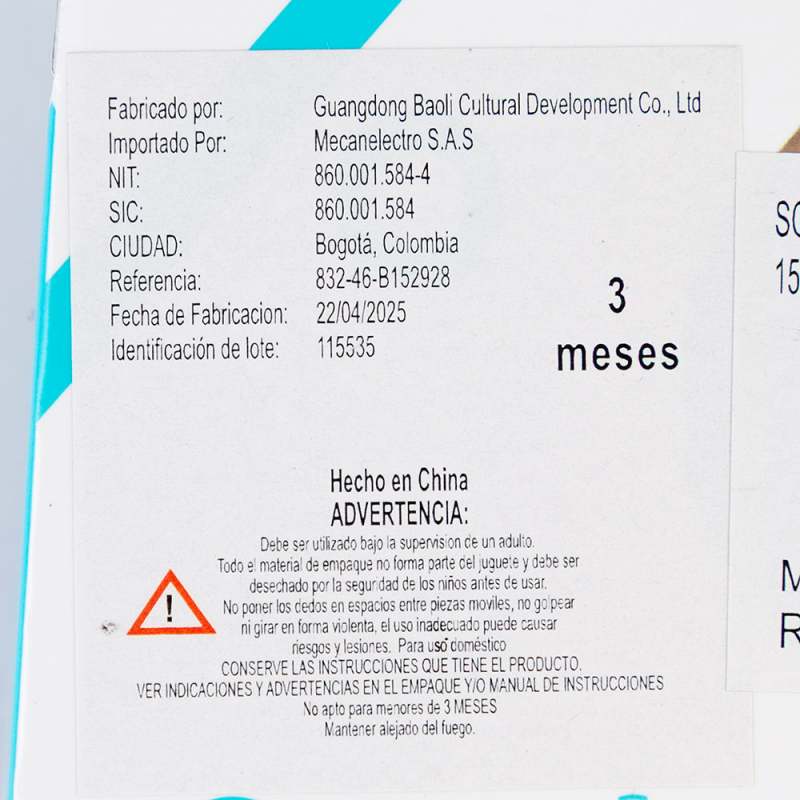 Fabricado por: Guangdong Baoli Cultural Development Co., Ltd
Importado Por: Mecanelectro S.A.S
NIT: 860.001.584-4
SIC: 860.001.584
CIUDAD: Bogotá, Colombia
Referencia: 832-46-B152928
Fecha de Fabricacion: 22/04/2025
Identificación de lote: 115535
3
meses
Hecho en China
ADVERTENCIA:
Debe ser utilizado bajo la supervision de un adulto.
Todo el material de empaque no forma parte del juguete y debe ser
desechado por la seguridad de los niños antes de usar.
No poner los dedos en espacios entre piezas moviles, no golpear
ni girar en forma violenta, el uso inadecuado puede causar
riesgos y lesiones. Para uso doméstico
CONSERVE LAS INSTRUCCIONES QUE TIENE EL PRODUCTO.
VER INDICACIONES Y ADVERTENCIAS EN EL EMPAQUE Y/O MANUAL DE INSTRUCCIONES
No apto para menores de 3 MESES
Mantener alejado del fuego.
!
15